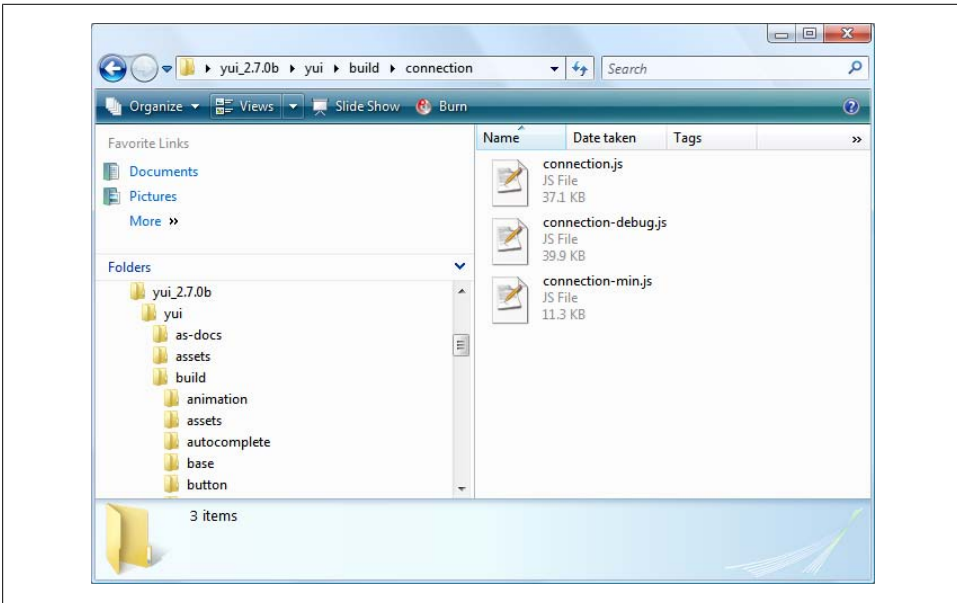 yui_2.7.0b yui build connection
Search
Organize Views Slide Show Burn
Favorite Links
Documents
Pictures
More »
Folders
yui_2.7.0b
yui
as-docs
assets
build
animation
assets
autocomplete
base
button
Name Date taken Tags »
connection.js
JS File
37.1 KB
connection-debug.js
JS File
39.9 KB
connection-min.js
JS File
11.3 KB
3 items